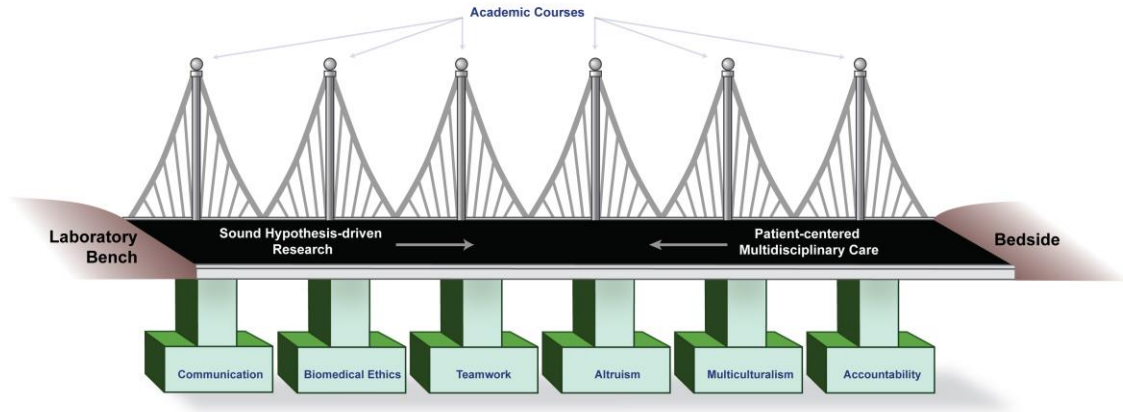 Academic Courses
Laboratory
Bench
Sound Hypothesis-driven
Research
Patient-centered
Multidisciplinary Care
Bedside
Communication
Biomedical Ethics
Teamwork
Altruism
Multiculturalism
Accountability